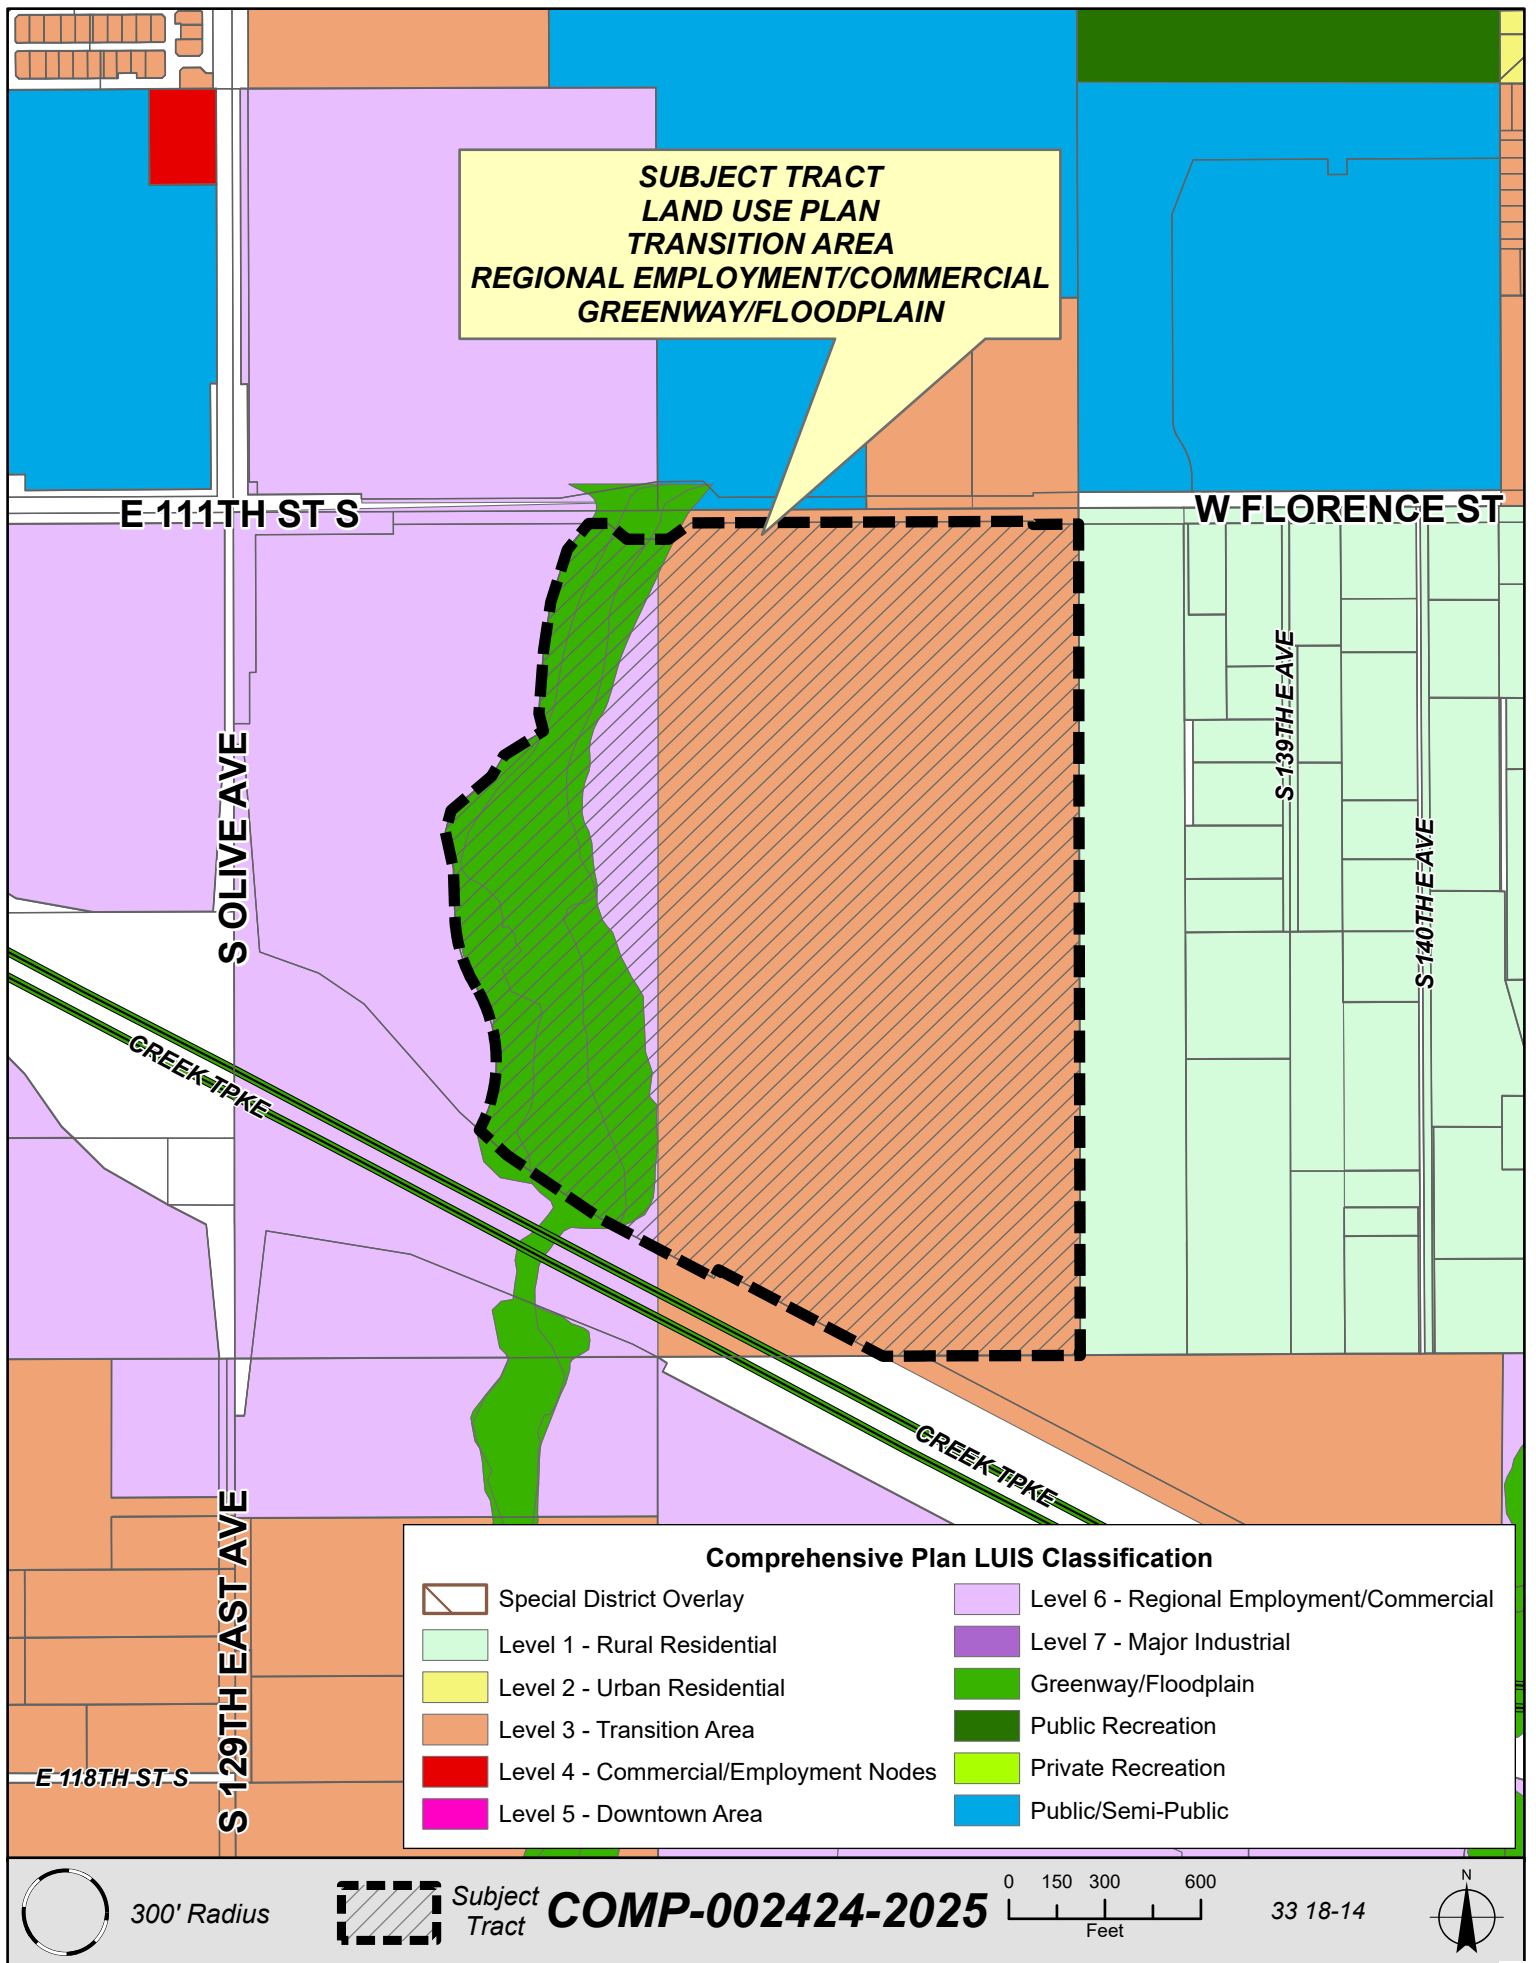 SUBJECT TRACT
LAND USE PLAN
TRANSITION AREA
REGIONAL EMPLOYMENT/COMMERCIAL
GREENWAY/FLOODPLAIN
E 111TH ST S
W FLORENCE ST
S 139TH E AVE
S OLIVE AVE
S 140TH E AVE
CREEK TPKE
CREEK TPKE
S 129TH EAST AVE
E 118TH ST S
Comprehensive Plan LUIS Classification
Special District Overlay
Level 1 - Rural Residential
Level 2 - Urban Residential
Level 3 - Transition Area
Level 4 - Commercial/Employment Nodes
Level 5 - Downtown Area
Level 6 - Regional Employment/Commercial
Level 7 - Major Industrial
Greenway/Floodplain
Public Recreation
Private Recreation
Public/Semi-Public
300' Radius
Subject
Tract
COMP-002424-2025
0 150 300 600
Feet
33 18-14
N